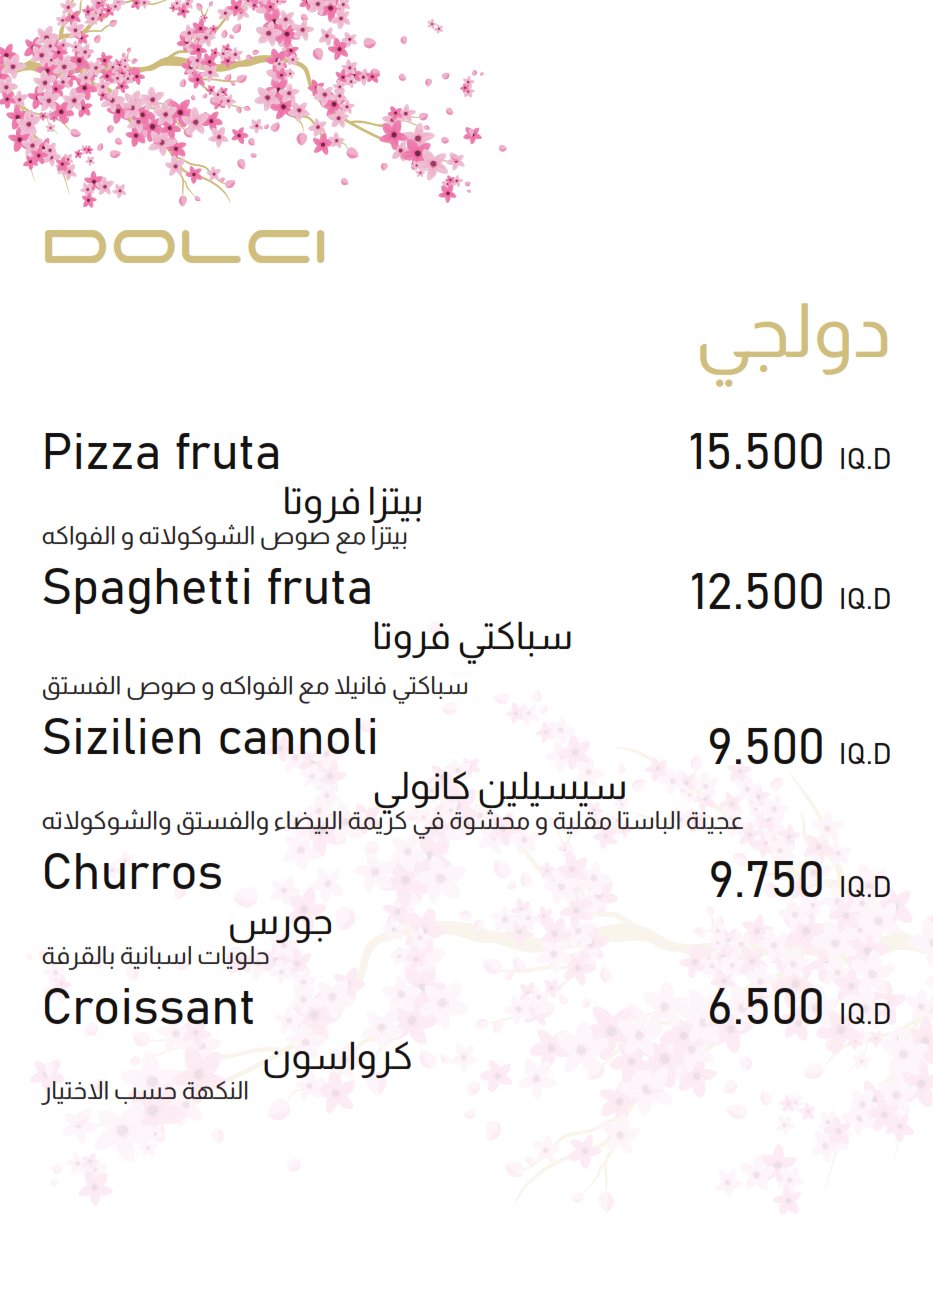 DOLCI
دولجي
Pizza fruta 15.500 IQ.D
بيتزا فروتا
بيتزا مع صوص الشوكولاته و الفواكه
Spaghetti fruta 12.500 IQ.D
سباكتي فروتا
سباكتي فانيلا مع الفواكه و صوص الفستق
Sizilien cannoli 9.500 IQ.D
سيسيلين كانولي
عجينة الباستا مقلية و محشوة في كريمة البيضاء والفستق والشوكولاته
Churros 9.750 IQ.D
جورس
حلويات اسبانية بالقرفة
Croissant 6.500 IQ.D
كرواسون
النكهة حسب الاختيار